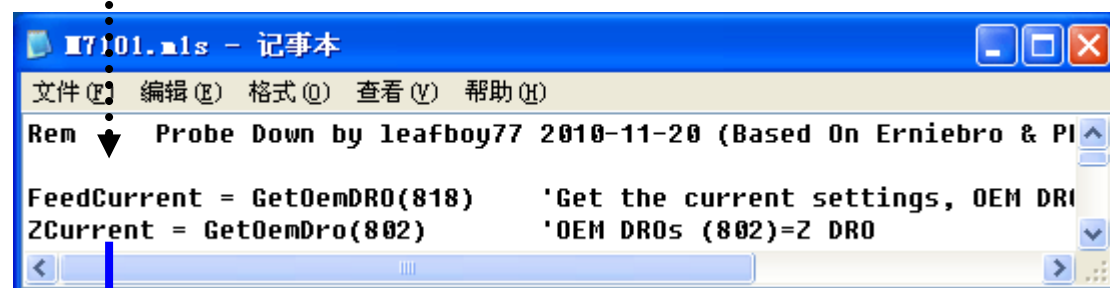 M7101.m1s - 记事本
文件(F) 编辑(E) 格式(O) 查看(V) 帮助(H)
Rem Probe Down by leafboy77 2010-11-20 (Based On Erniebro &
FeedCurrent = GetOemDRO(818) 'Get the current settings, OEM
ZCurrent = GetOemDro(802) 'OEM DROs (802)=Z DRO